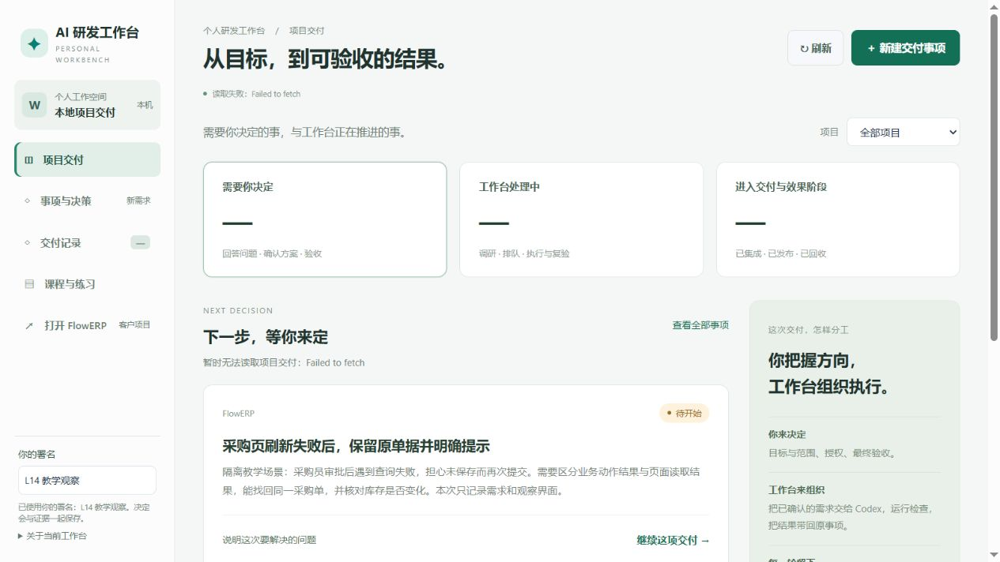 AI 研发工作台
PERSONAL
WORKBENCH
W
个人工作空间
本地项目交付
本机
项目交付
事项与决策
新需求
交付记录
—
课程与练习
打开 FlowERP
客户项目
你的署名
L14 教学观察
已使用你的署名：L14 教学观察。决定
会与证据一起保存。
▶ 关于当前工作台
个人研发工作台 / 项目交付
从目标，到可验收的结果。
读取失败：Failed to fetch
↻ 刷新
+ 新建交付事项
需要你决定的事，与工作台正在推进的事。
项目
全部项目
需要你决定
—
回答问题 · 确认方案 · 验收
工作台处理中
—
调研 · 排队 · 执行与复验
进入交付与效果阶段
—
已集成 · 已发布 · 已回收
NEXT DECISION
下一步，等你来定
查看全部事项
暂时无法读取项目交付：Failed to fetch
FlowERP
待开始
采购页刷新失败后，保留原单据并明确提示
隔离教学场景：采购员审批后遇到查询失败，担心未保存而再次提交。需要区分业务动作结果与页面读取结
果，能找回同一采购单，并核对库存是否变化。本次只记录需求和观察界面。
说明这次要解决的问题
继续这项交付 →
这次交付，怎样分工
你把握方向，
工作台组织执行。
你来决定
目标与范围、授权、最终验收。
工作台来组织
把已确认的需求交给 Codex，运行检查，
把结果带回原事项。